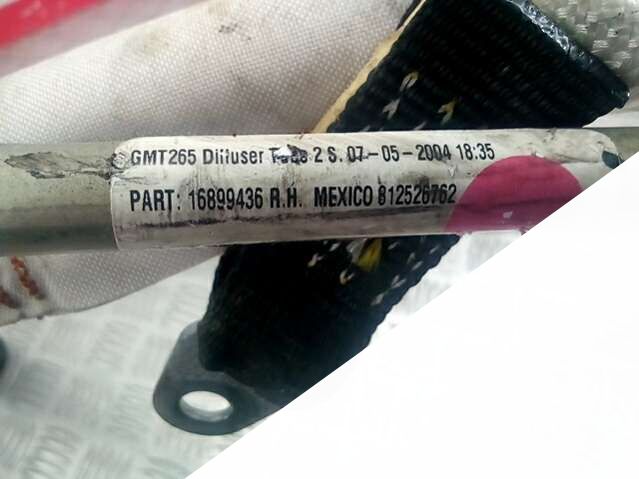 GMT265 Diffuser 2 S. 07-05-2004 18:35
PART: 16899436 R.H. MEXICO 812526762